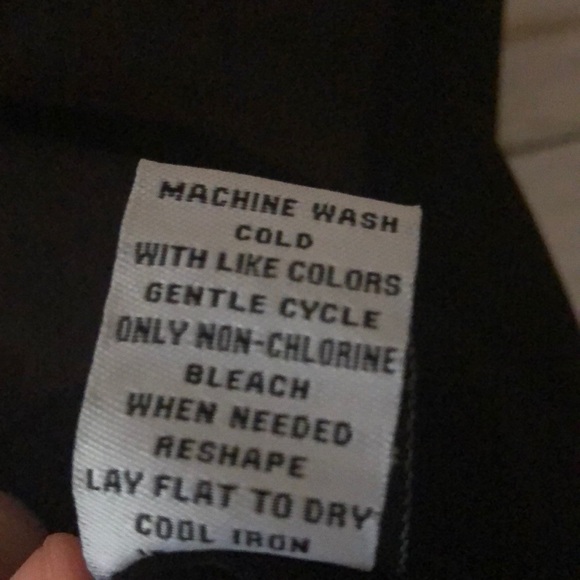 MACHINE WASH
COLD
WITH LIKE COLORS
GENTLE CYCLE
ONLY NON-CHLORINE
BLEACH
WHEN NEEDED
RESHAPE
LAY FLAT TO DRY
COOL IRON